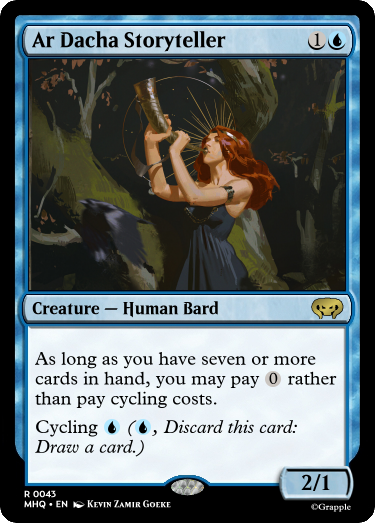 Ar Dacha Storyteller 1
Creature — Human Bard
As long as you have seven or more
cards in hand, you may pay 0 rather
than pay cycling costs.
Cycling (, Discard this card:
Draw a card.)
2/1
R 0043
MHQ • EN Kevin Zamir Goeke
©Grapple